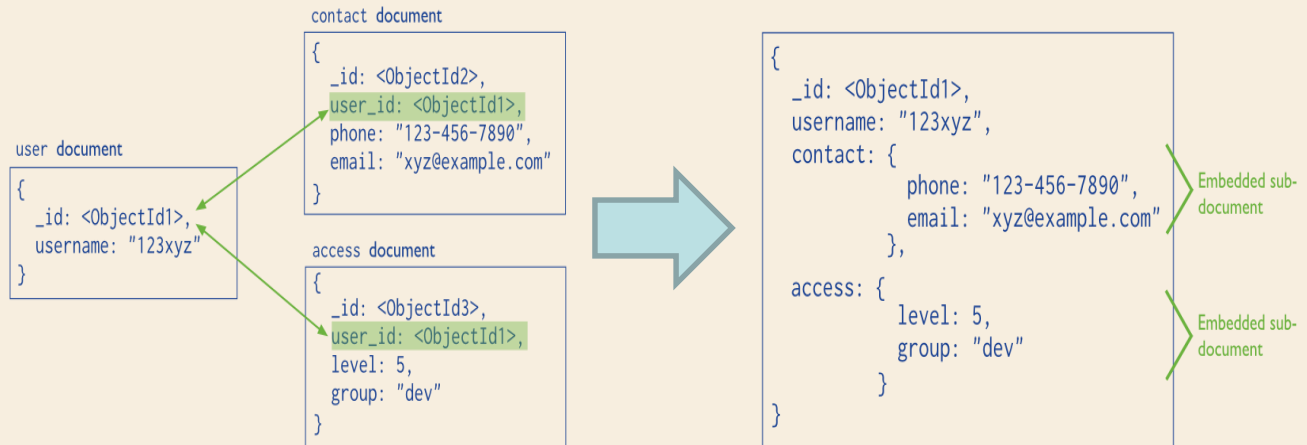 user document
{
_id: <ObjectId1>,
username: "123xyz"
}
contact document
{
_id: <ObjectId2>,
user_id: <ObjectId1>,
phone: "123-456-7890",
email: "xyz@example.com"
}
access document
{
_id: <ObjectId3>,
user_id: <ObjectId1>,
level: 5,
group: "dev"
}
{
_id: <ObjectId1>,
username: "123xyz",
contact: {
phone: "123-456-7890",
email: "xyz@example.com"
},
access: {
level: 5,
group: "dev"
}
}
Embedded sub-
document
Embedded sub-
document